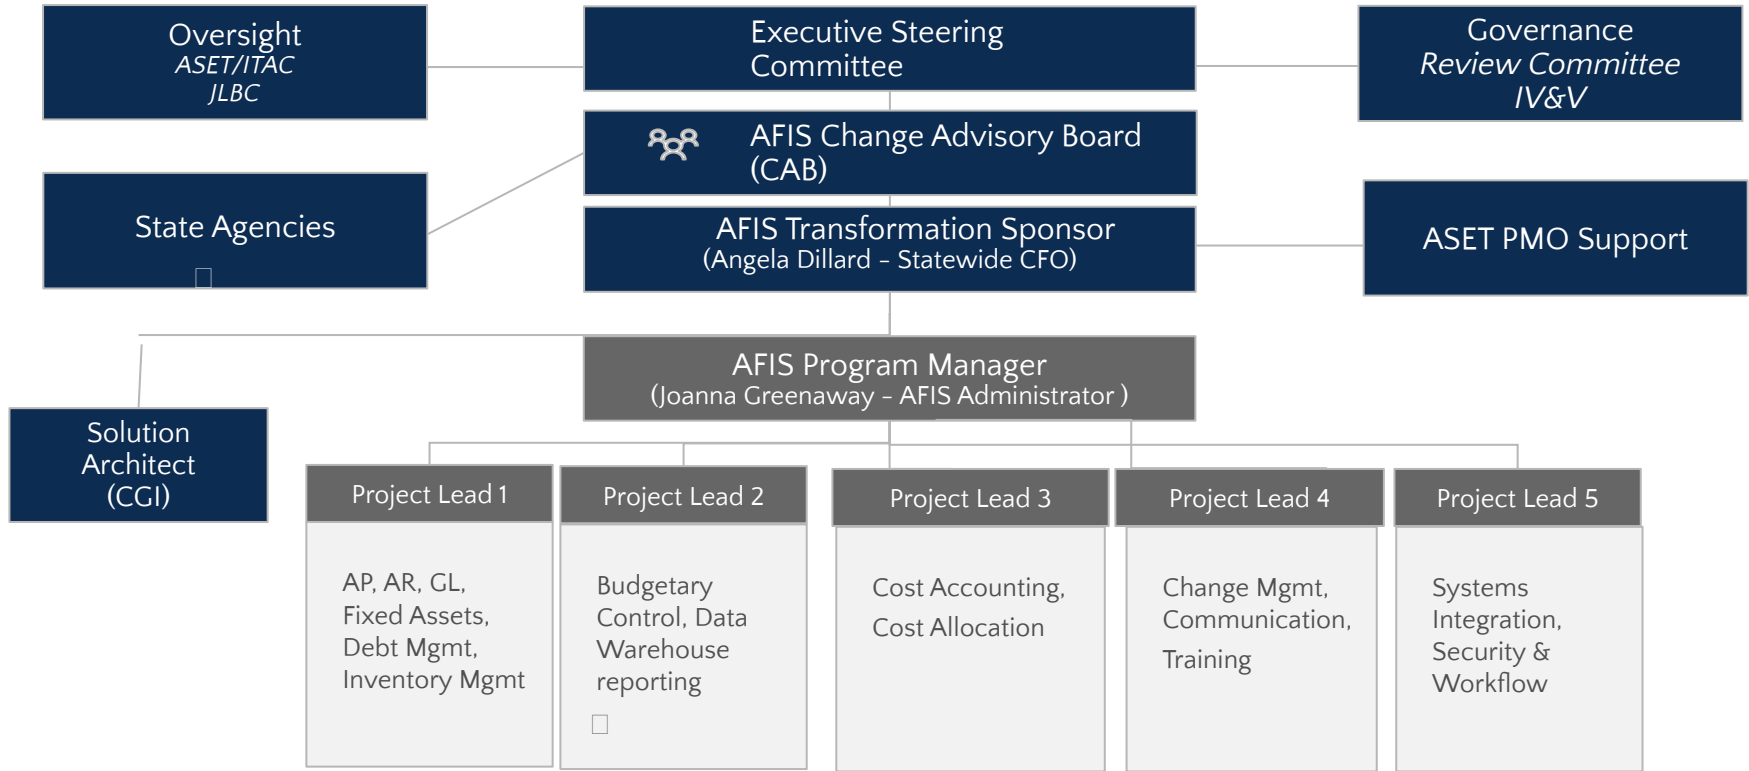 Oversight
ASET/ITAC
JLBC
Executive Steering
Committee
Governance
Review Committee
IV&V
AFIS Change Advisory Board
(CAB)
State Agencies
AFIS Transformation Sponsor
(Angela Dillard – Statewide CFO)
ASET PMO Support
AFIS Program Manager
(Joanna Greenaway – AFIS Administrator )
Solution
Architect
(CGI)
Project Lead 1
AP, AR, GL,
Fixed Assets,
Debt Mgmt,
Inventory Mgmt
Project Lead 2
Budgetary
Control, Data
Warehouse
reporting
Project Lead 3
Cost Accounting,
Cost Allocation
Project Lead 4
Change Mgmt,
Communication,
Training
Project Lead 5
Systems
Integration,
Security &
Workflow